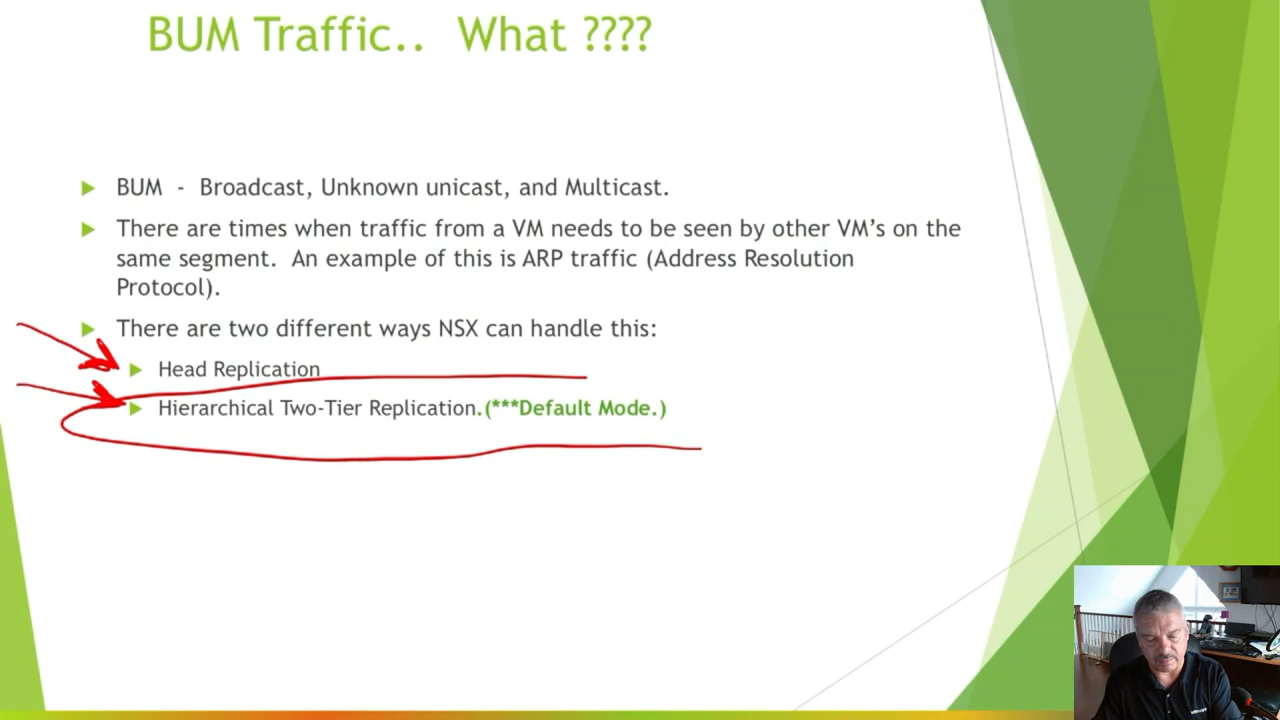 BUM Traffic.. What ????
BUM - Broadcast, Unknown unicast, and Multicast.
There are times when traffic from a VM needs to be seen by other VM's on the
same segment. An example of this is ARP traffic (Address Resolution
Protocol).
There are two different ways NSX can handle this:
Head Replication
Hierarchical Two-Tier Replication.(***Default Mode.)